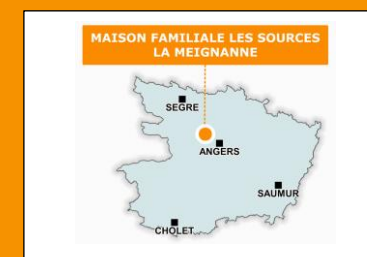 MAISON FAMILIALE LES SOURCES
LA MEIGNANNE
SEGRE
ANGERS
SAUMUR
CHOLET